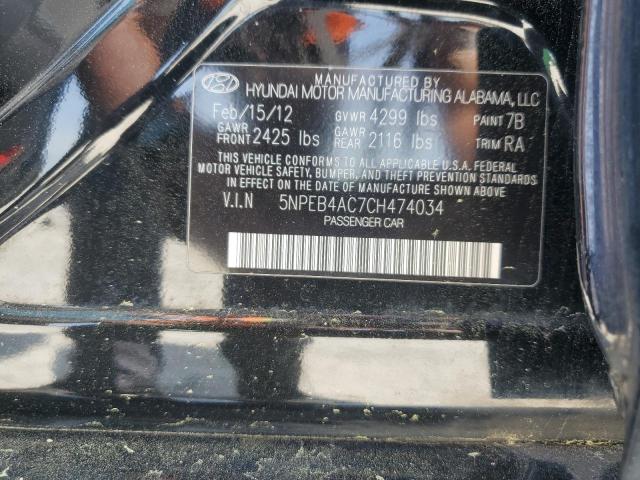 MANUFACTURED BY
HYUNDAI MOTOR MANUFACTURING ALABAMA, LLC
Feb/15/12 GVWR 4299 lbs PAINT 7B
GAWR FRONT 2425 lbs GAWR REAR 2116 lbs TRIM RA
THIS VEHICLE CONFORMS TO ALL APPLICABLE U.S.A. FEDERAL
MOTOR VEHICLE SAFETY, BUMPER, AND THEFT PREVENTION STANDARDS
IN EFFECT ON THE DATE OF MANUFACTURE SHOWN ABOVE.
V.I.N 5NPEB4AC7CH474034
PASSENGER CAR